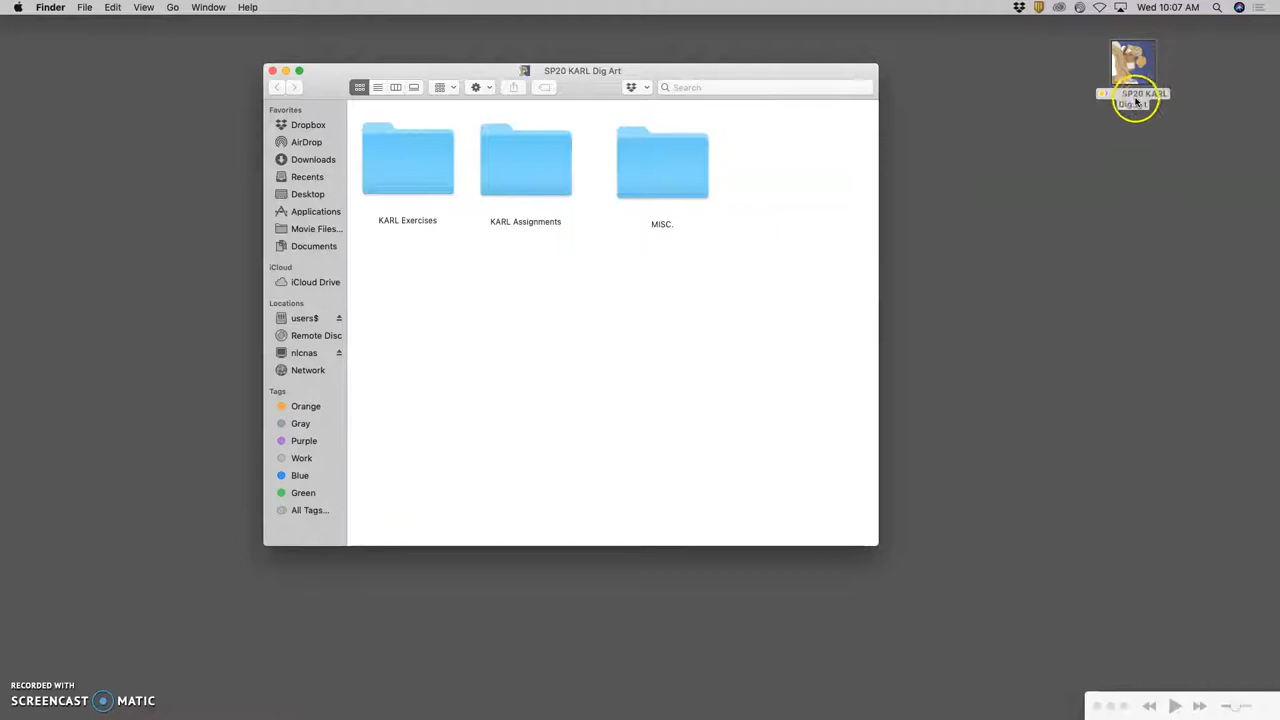 Finder File Edit View Go Window Help Wed 10:07 AM
SP20 KARL Dig Art
Search
Favorites
Dropbox
AirDrop
Downloads
Recents
Desktop
Applications
Movie Files...
Documents
iCloud
iCloud Drive
Locations
users$
Remote Disc
nlcnas
Network
Tags
Orange
Gray
Purple
Work
Blue
Green
All Tags...
KARL Exercises
KARL Assignments
MISC.
SP20 KARL
RECORDED WITH
SCREENCAST MATIC